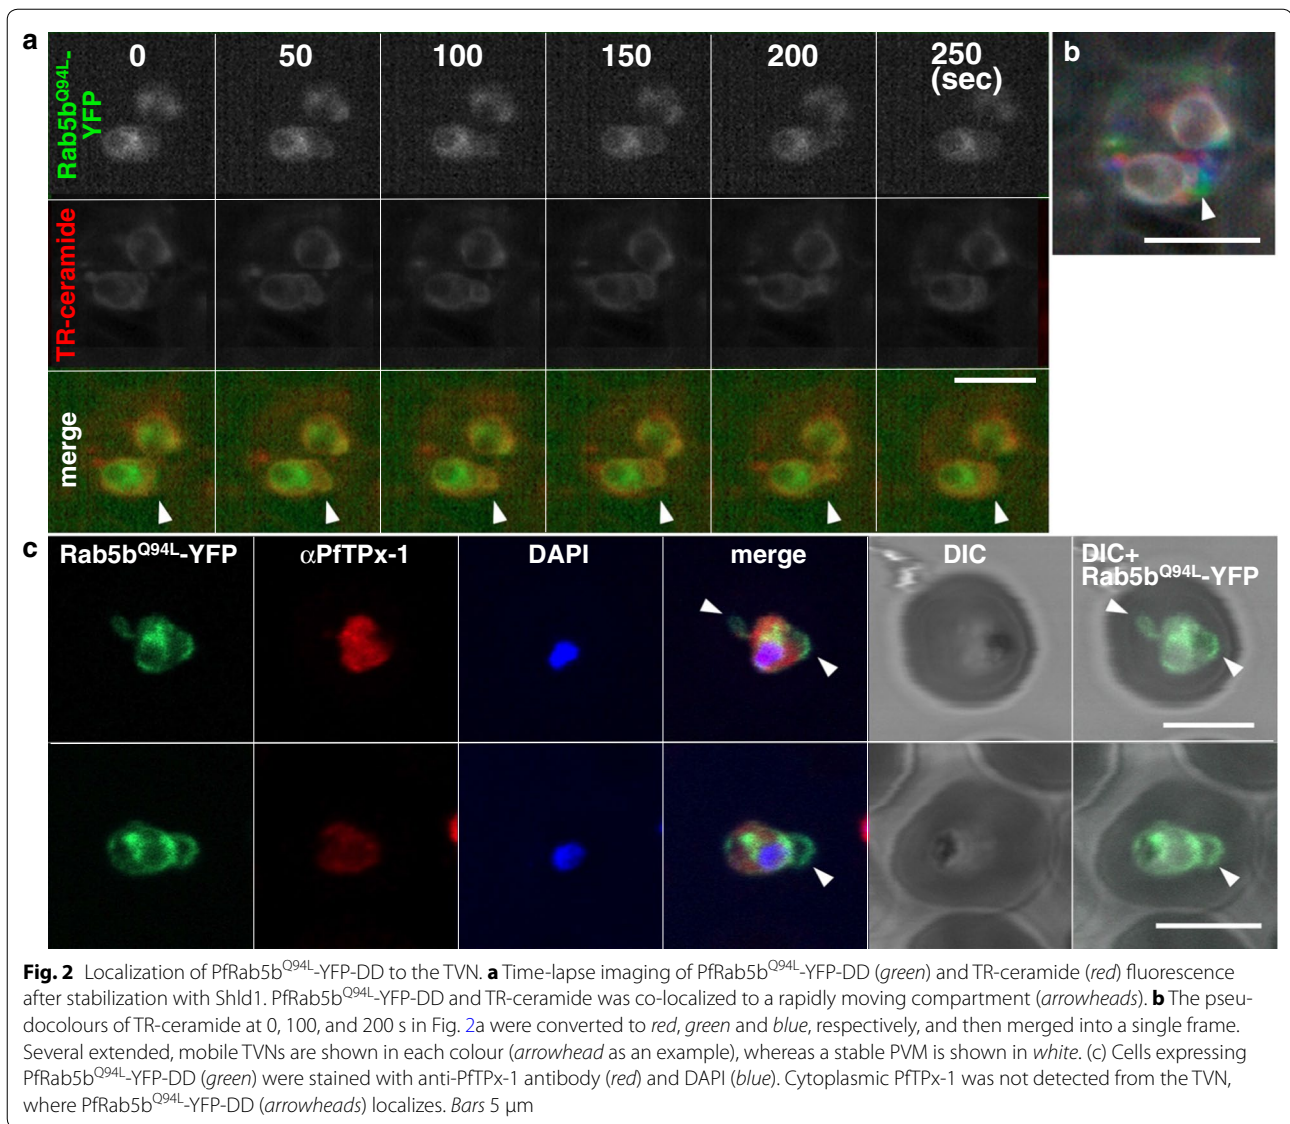 a
0 50 100 150 200 250
(sec)
Rab5bQ94L-
YFP
TR-ceramide
merge
b
c
Rab5bQ94L-YFP αPfTPx-1 DAPI merge DIC DIC+
Rab5bQ94L-YFP
Fig. 2 Localization of PfRab5bQ94L-YFP-DD to the TVN. a Time-lapse imaging of PfRab5bQ94L-YFP-DD (green) and TR-ceramide (red) fluorescence
after stabilization with Shld1. PfRab5bQ94L-YFP-DD and TR-ceramide was co-localized to a rapidly moving compartment (arrowheads). b The pseu-
docolours of TR-ceramide at 0, 100, and 200 s in Fig. 2a were converted to red, green and blue, respectively, and then merged into a single frame.
Several extended, mobile TVNs are shown in each colour (arrowhead as an example), whereas a stable PVM is shown in white. (c) Cells expressing
PfRab5bQ94L-YFP-DD (green) were stained with anti-PfTPx-1 antibody (red) and DAPI (blue). Cytoplasmic PfTPx-1 was not detected from the TVN,
where PfRab5bQ94L-YFP-DD (arrowheads) localizes. Bars 5 μm